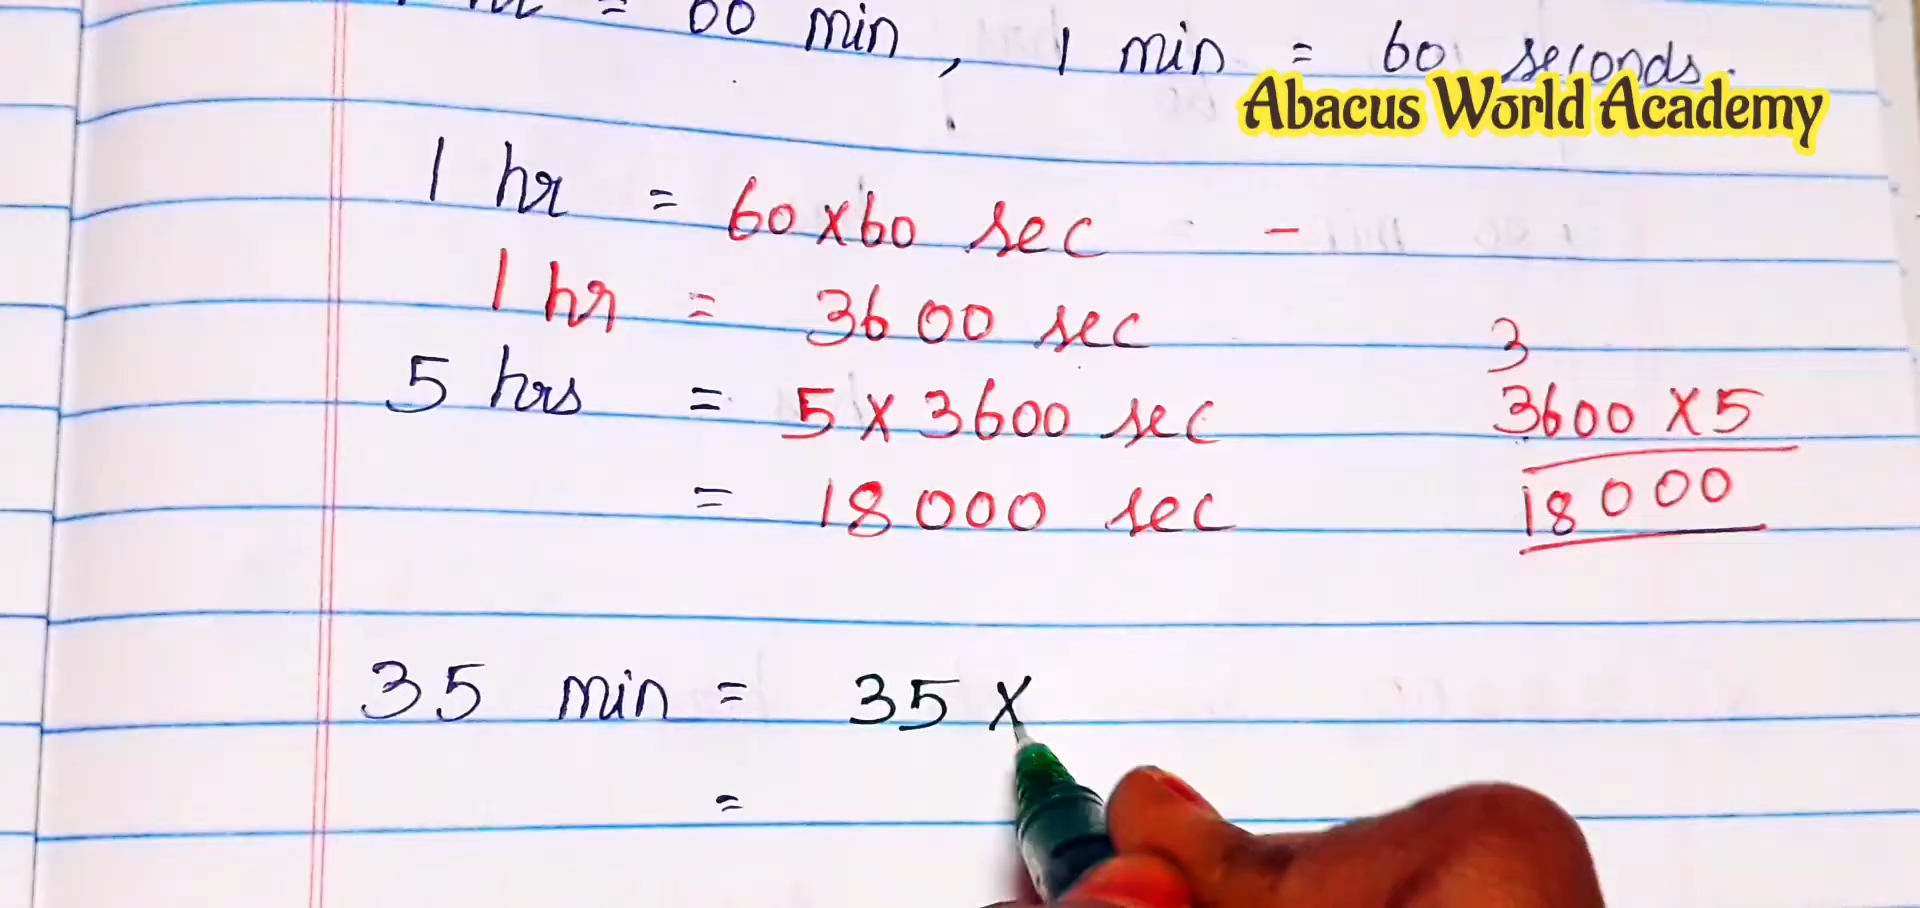 = 60 min, 1 min = 60 seconds.
Abacus World Academy
1 hr = 60 x 60 sec -
1 hr = 3600 sec
5 hrs = 5 x 3600 sec
= 18000 sec
3
3600 x 5
18000
35 min = 35 x
=